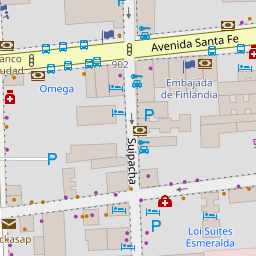 Avenida Santa Fe
anco
udad
902
Omega
Embajada
de Finlandia
P
P
Suipacha
P
P
Loi Suites
Esmeralda
ckasap